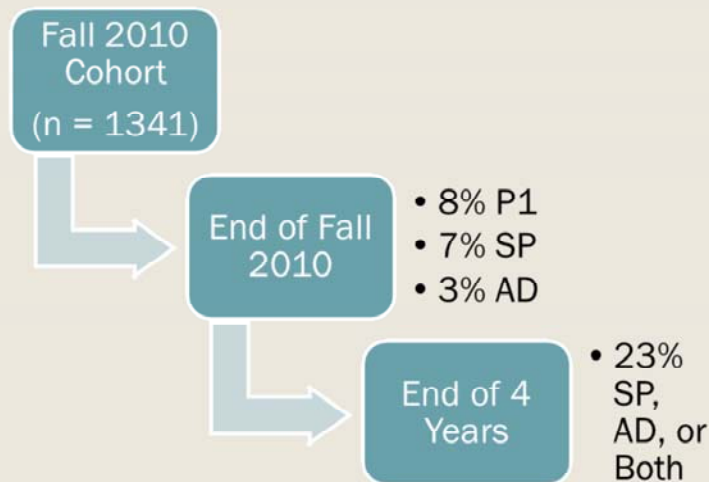 Fall 2010
Cohort
(n = 1341)
End of Fall
2010
• 8% P1
• 7% SP
• 3% AD
End of 4
Years
• 23%
SP,
AD, or
Both